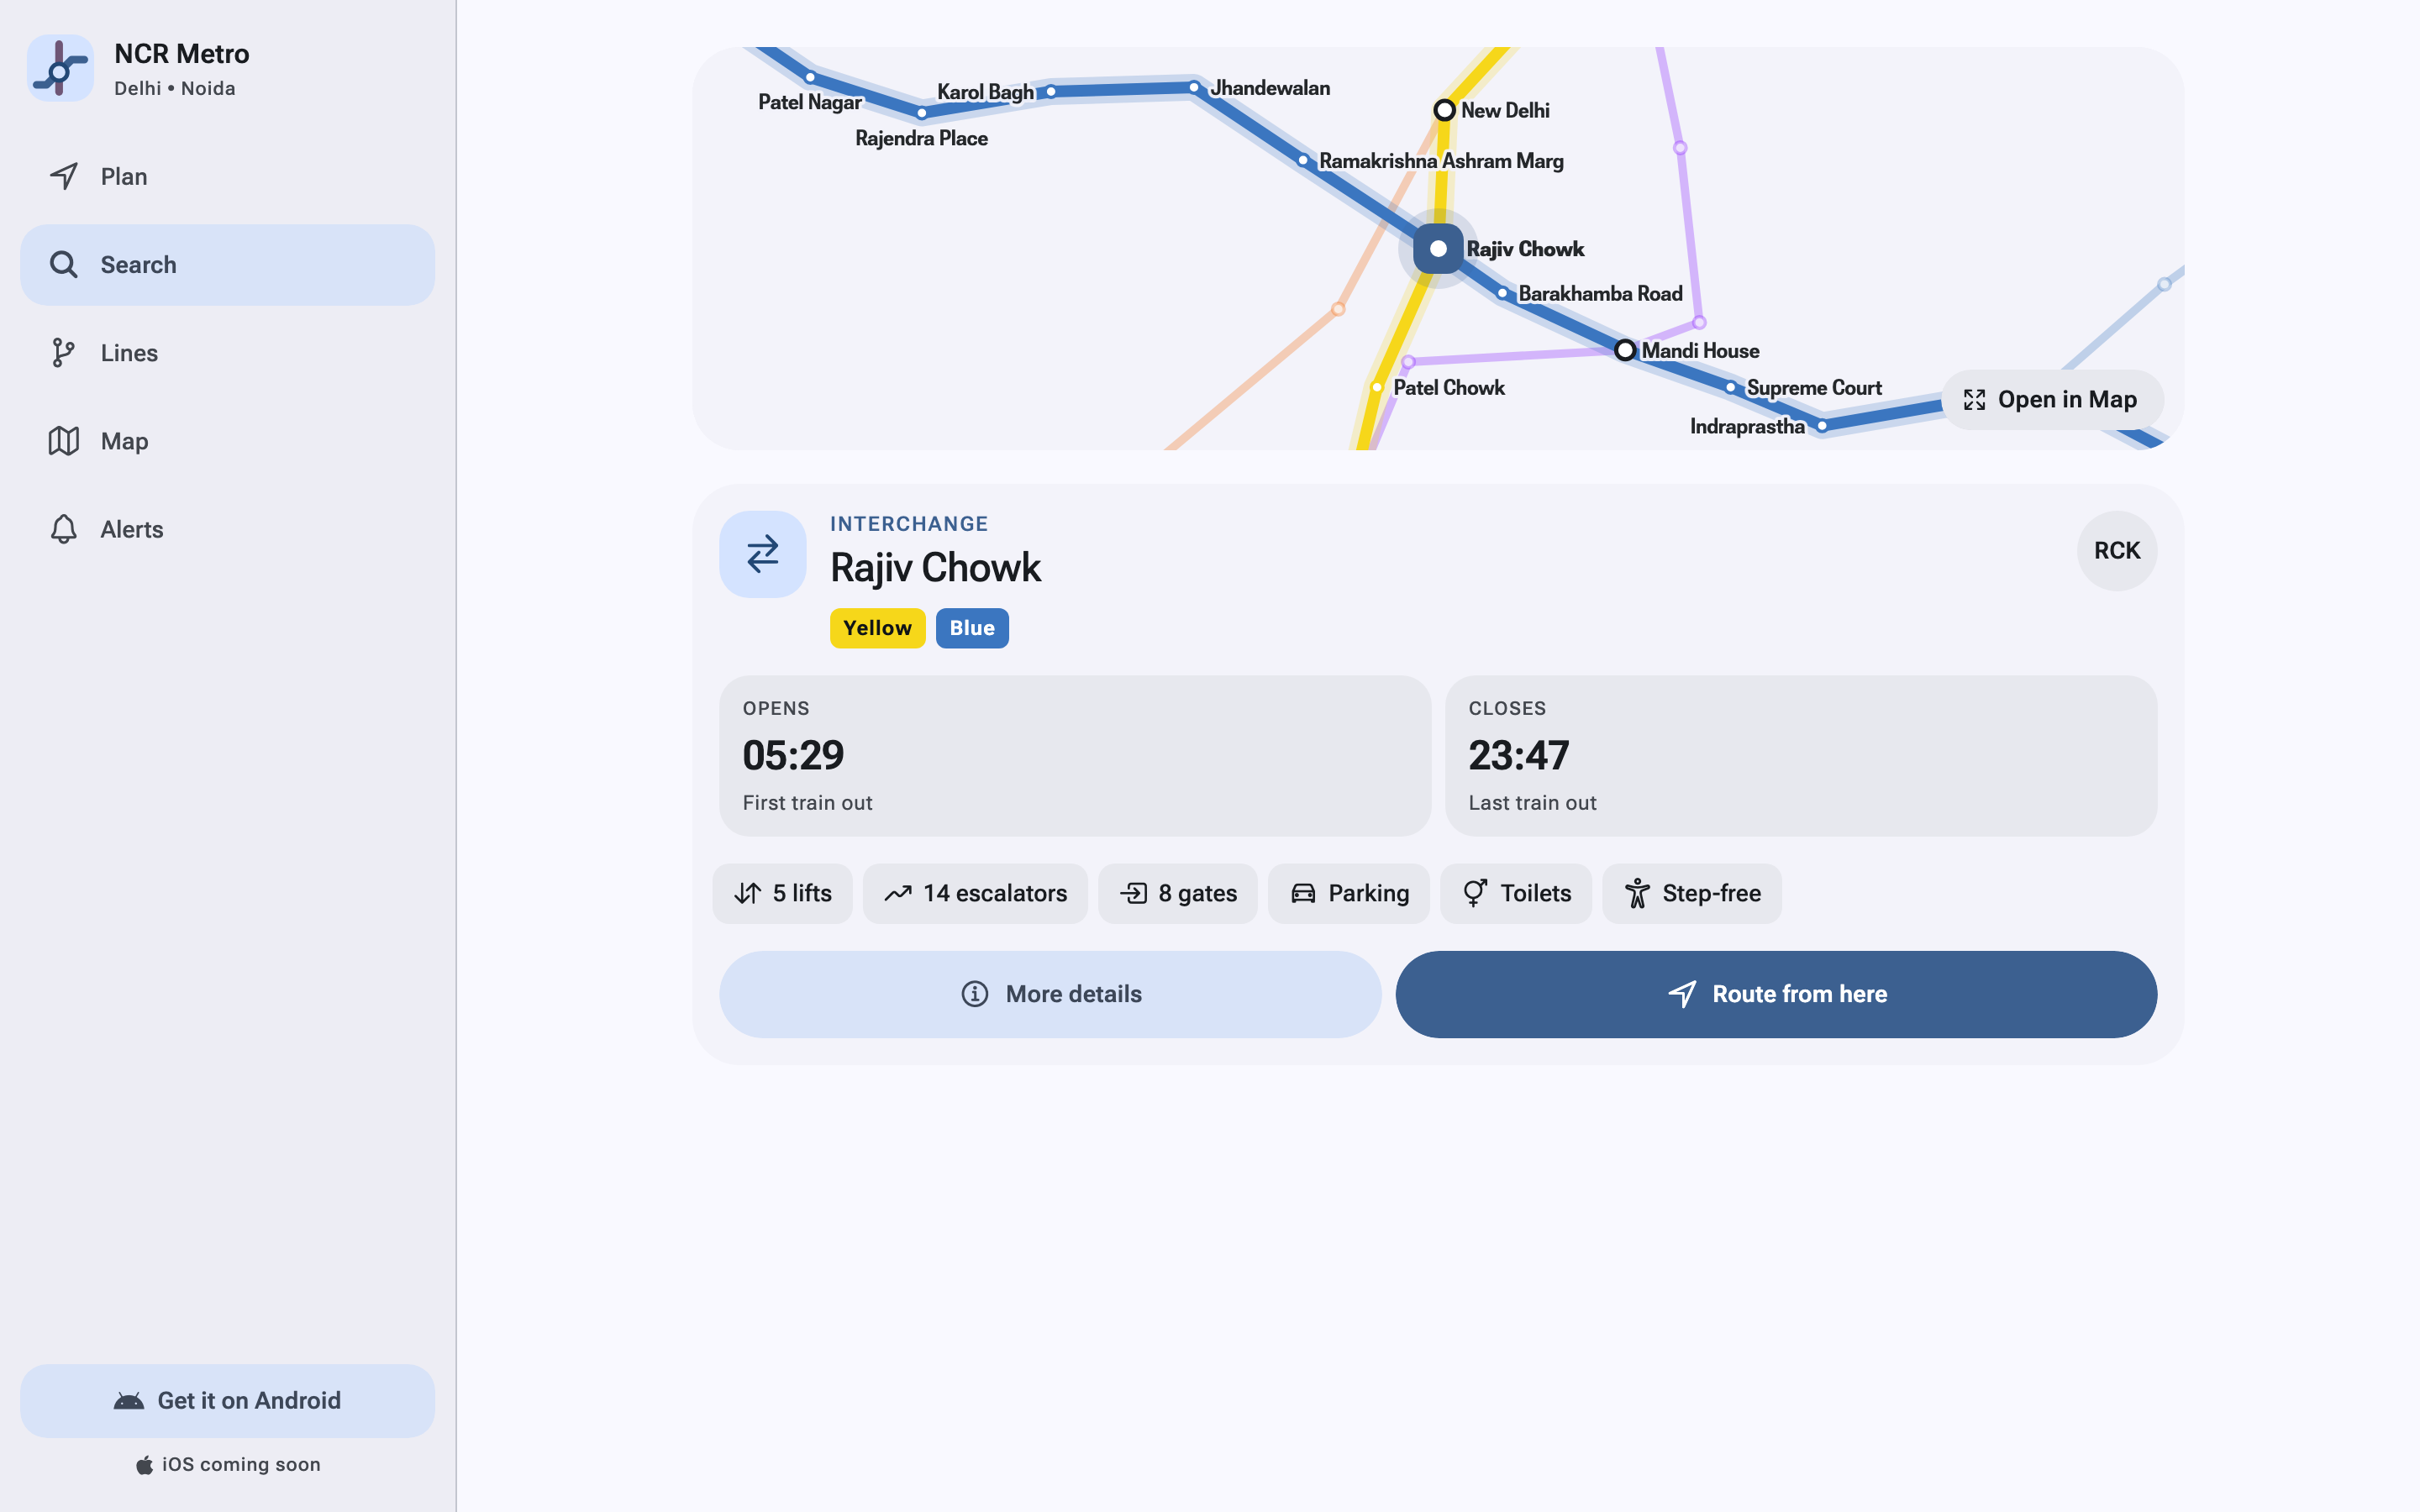 NCR Metro
Delhi • Noida
Plan
Search
Lines
Map
Alerts
Get it on Android
iOS coming soon
Patel Nagar
Karol Bagh
Jhandewalan
Rajendra Place
New Delhi
Ramakrishna Ashram Marg
Rajiv Chowk
Barakhamba Road
Mandi House
Patel Chowk
Supreme Court
Indraprastha
Open in Map
INTERCHANGE
Rajiv Chowk
RCK
Yellow
Blue
OPENS
05:29
First train out
CLOSES
23:47
Last train out
5 lifts
14 escalators
8 gates
Parking
Toilets
Step-free
More details
Route from here